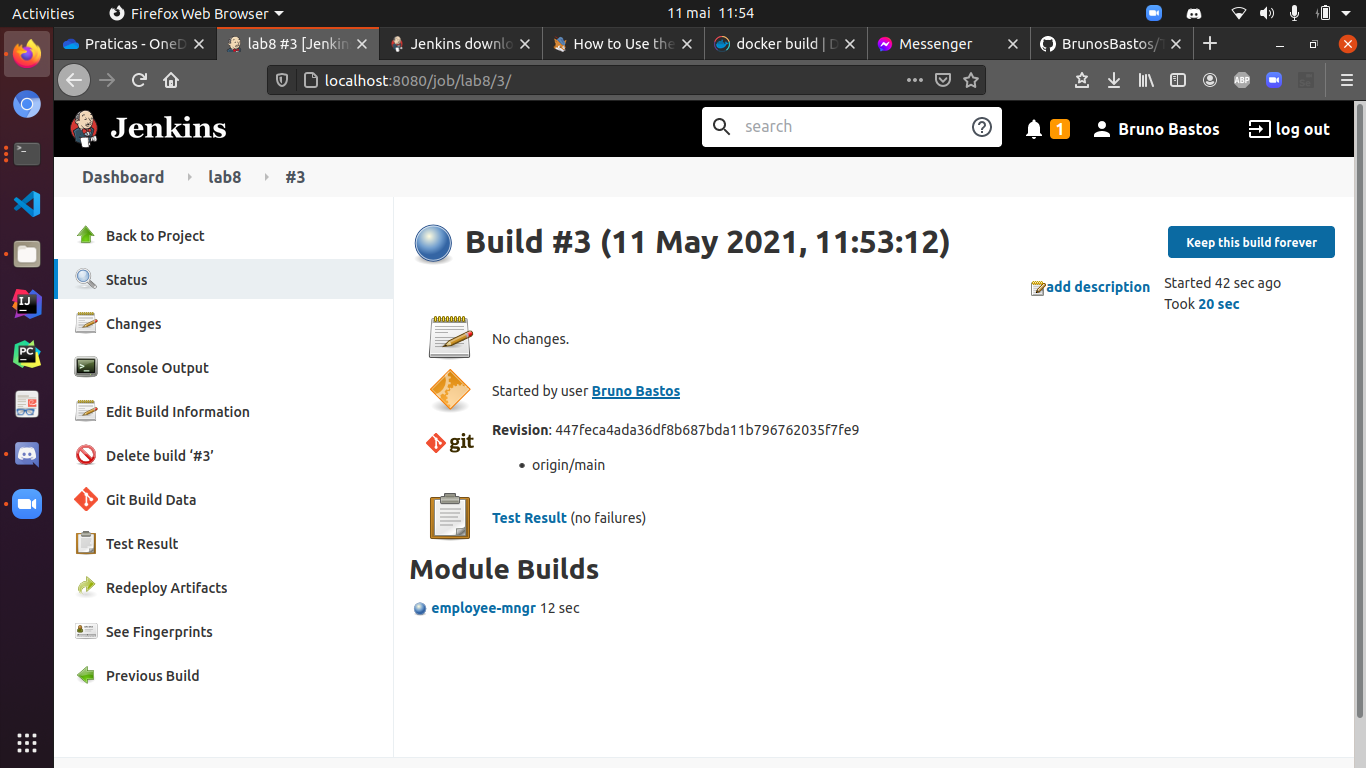 Activities
Firefox Web Browser
11 mai 11:54
Praticas - OneD
lab8 #3 [Jenkin
Jenkins downlo
How to Use the
docker build | D
Messenger
BrunosBastos/T
localhost:8080/job/lab8/3/
ABP
Jenkins
search
1
Bruno Bastos
log out
Dashboard
lab8
#3
Back to Project
Status
Changes
Console Output
Edit Build Information
Delete build ‘#3’
Git Build Data
Test Result
Redeploy Artifacts
See Fingerprints
Previous Build
Build #3 (11 May 2021, 11:53:12)
Keep this build forever
add description
Started 42 sec ago
Took 20 sec
No changes.
Started by user Bruno Bastos
git
Revision: 447feca4ada36df8b687bda11b796762035f7fe9
• origin/main
Test Result (no failures)
Module Builds
employee-mngr 12 sec